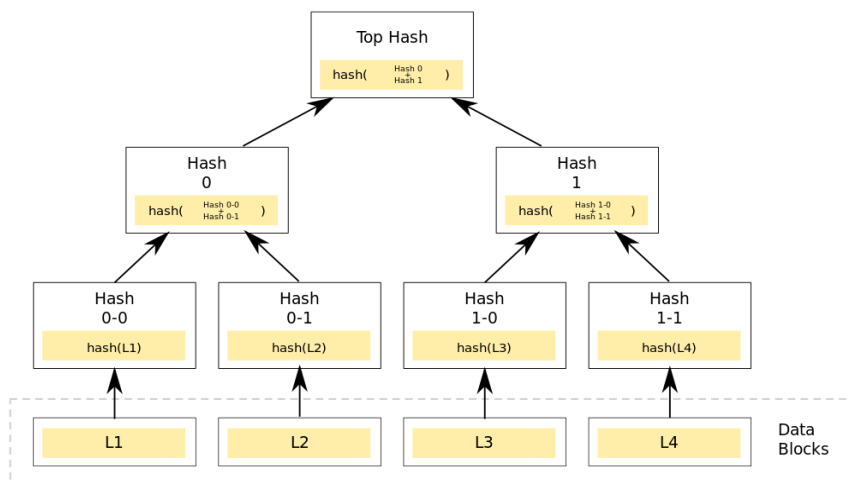 Top Hash
hash( Hash 0 + Hash 1 )
Hash
0
hash( Hash 0-0 + Hash 0-1 )
Hash
1
hash( Hash 1-0 + Hash 1-1 )
Hash
0-0
hash(L1)
Hash
0-1
hash(L2)
Hash
1-0
hash(L3)
Hash
1-1
hash(L4)
L1
L2
L3
L4
Data
Blocks